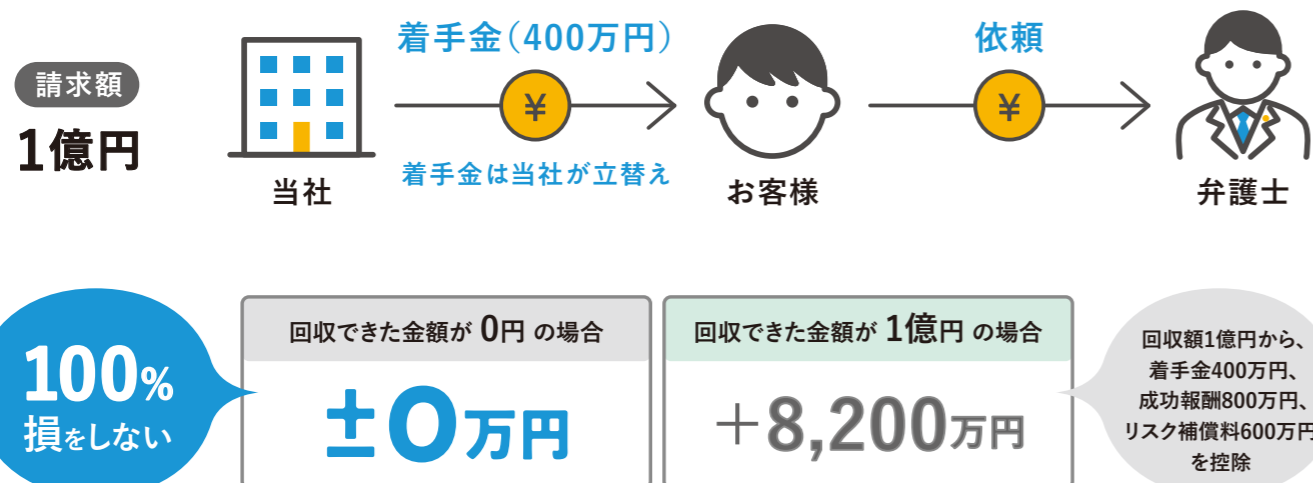 請求額
1億円
着手金(400万円)
¥
着手金は当社が立替え
依頼
¥
当社
お客様
弁護士
100%
損をしない
回収できた金額が 0円 の場合
±0万円
回収できた金額が 1億円 の場合
+8,200万円
回収額1億円から、
着手金400万円、
成功報酬800万円、
リスク補償料600万円
を控除